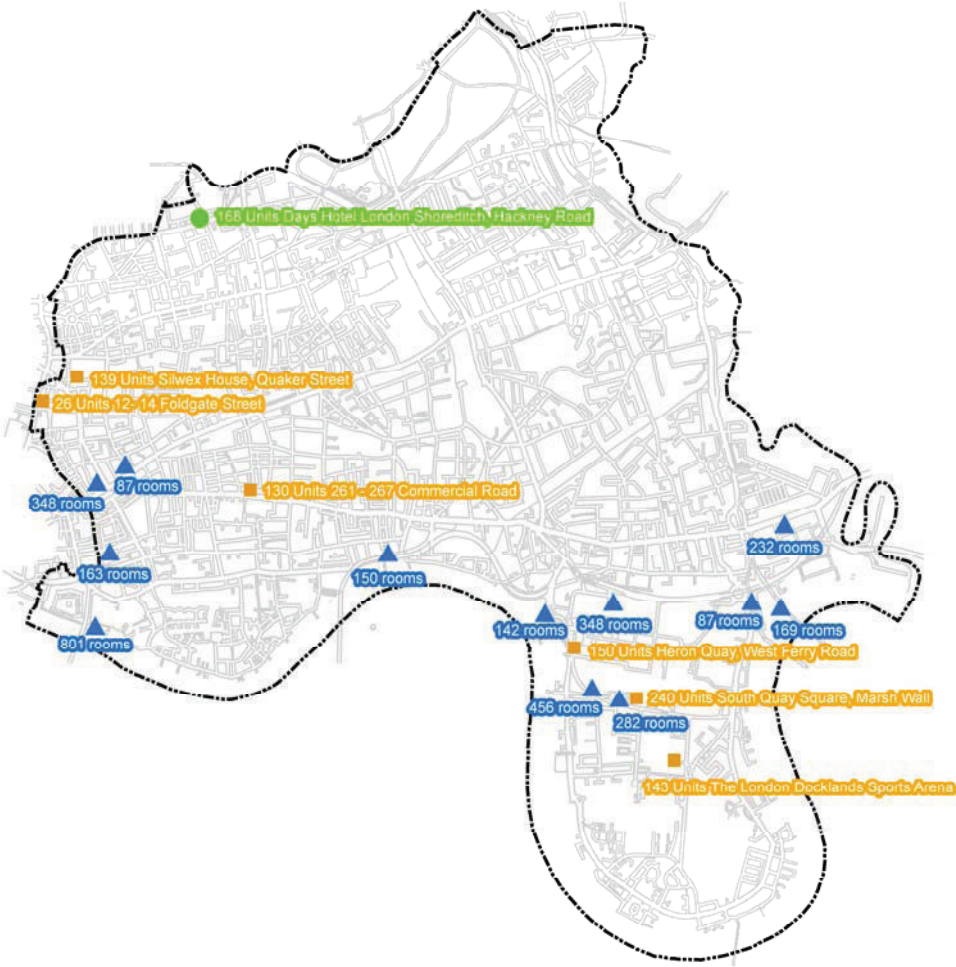 168 Units Days Hotel London Shoreditch, Hackney Road
139 Units Silwex House, Quaker Street
26 Units 12- 14 Foldgate Street
87 rooms
348 rooms
130 Units 261 - 267 Commercial Road
232 rooms
163 rooms
150 rooms
142 rooms
348 rooms
87 rooms
169 rooms
801 rooms
150 Units Heron Quay, West Ferry Road
456 rooms
240 Units South Quay Square, Marsh Wall
282 rooms
143 Units The London Docklands Sports Arena